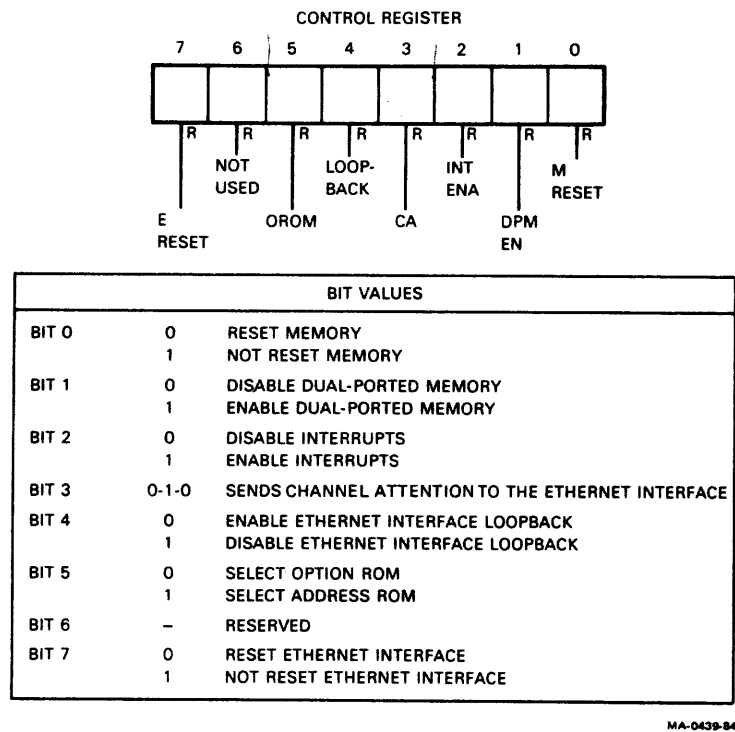 CONTROL REGISTER
7 6 5 4 3 2 1 0
R R R R R R R R
NOT USED
LOOP-BACK
INT ENA
M RESET
E RESET
OROM
CA
DPM EN
BIT VALUES
BIT 0 0 RESET MEMORY
1 NOT RESET MEMORY
BIT 1 0 DISABLE DUAL-PORTED MEMORY
1 ENABLE DUAL-PORTED MEMORY
BIT 2 0 DISABLE INTERRUPTS
1 ENABLE INTERRUPTS
BIT 3 0-1-0 SENDS CHANNEL ATTENTION TO THE ETHERNET INTERFACE
BIT 4 0 ENABLE ETHERNET INTERFACE LOOPBACK
1 DISABLE ETHERNET INTERFACE LOOPBACK
BIT 5 0 SELECT OPTION ROM
1 SELECT ADDRESS ROM
BIT 6 – RESERVED
BIT 7 0 RESET ETHERNET INTERFACE
1 NOT RESET ETHERNET INTERFACE
MA-0439-84